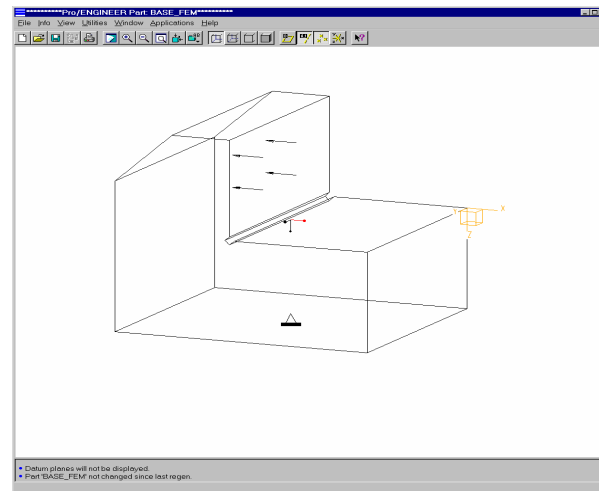 **********Pro/ENGINEER Part: BASE_FEM**********
File Info View Utilities Window Applications Help
X
Y
Z
• Datum planes will not be displayed.
• Part 'BASE_FEM' not changed since last regen.